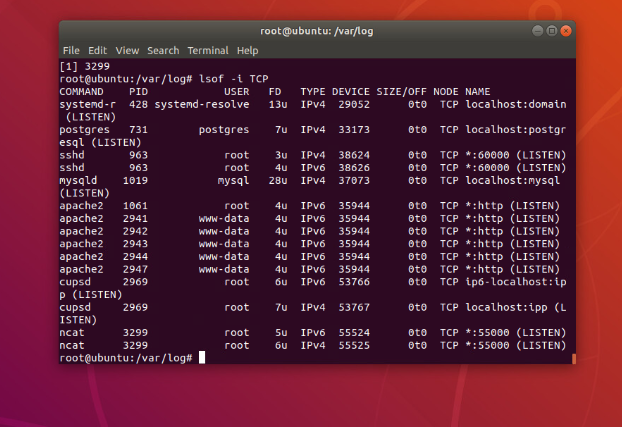 root@ubuntu: /var/log
File Edit View Search Terminal Help
[1] 3299
root@ubuntu:/var/log# lsof -i TCP
COMMAND    PID            USER   FD   TYPE DEVICE SIZE/OFF NODE NAME
systemd-r  428 systemd-resolve   13u  IPv4  29052      0t0  TCP localhost:domain
 (LISTEN)
postgres   731        postgres    7u  IPv4  33173      0t0  TCP localhost:postgr
esql (LISTEN)
sshd       963            root    3u  IPv4  38624      0t0  TCP *:60000 (LISTEN)
sshd       963            root    4u  IPv6  38626      0t0  TCP *:60000 (LISTEN)
mysqld    1019           mysql   28u  IPv4  37073      0t0  TCP localhost:mysql
(LISTEN)
apache2   1061            root    4u  IPv6  35944      0t0  TCP *:http (LISTEN)
apache2   2941        www-data    4u  IPv6  35944      0t0  TCP *:http (LISTEN)
apache2   2942        www-data    4u  IPv6  35944      0t0  TCP *:http (LISTEN)
apache2   2943        www-data    4u  IPv6  35944      0t0  TCP *:http (LISTEN)
apache2   2944        www-data    4u  IPv6  35944      0t0  TCP *:http (LISTEN)
apache2   2947        www-data    4u  IPv6  35944      0t0  TCP *:http (LISTEN)
cupsd     2969            root    6u  IPv6  53766      0t0  TCP ip6-localhost:ip
p (LISTEN)
cupsd     2969            root    7u  IPv4  53767      0t0  TCP localhost:ipp (L
ISTEN)
ncat      3299            root    5u  IPv6  55524      0t0  TCP *:55000 (LISTEN)
ncat      3299            root    6u  IPv4  55525      0t0  TCP *:55000 (LISTEN)
root@ubuntu:/var/log#